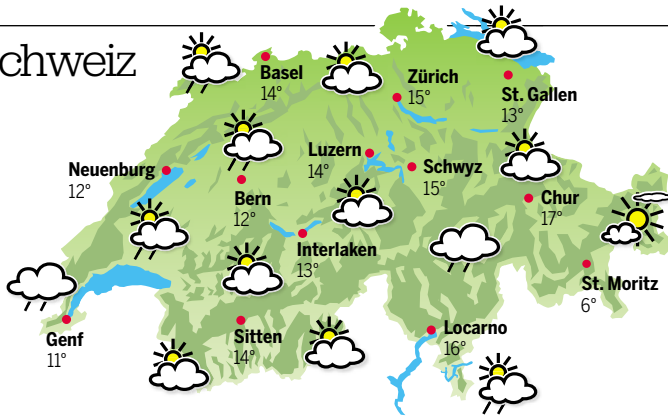 chweiz
Basel
14°
Zürich
15°
St. Gallen
13°
Neuenburg
12°
Luzern
14°
Schwyz
15°
Bern
12°
Chur
17°
Interlaken
13°
St. Moritz
6°
Genf
11°
Sitten
14°
Locarno
16°